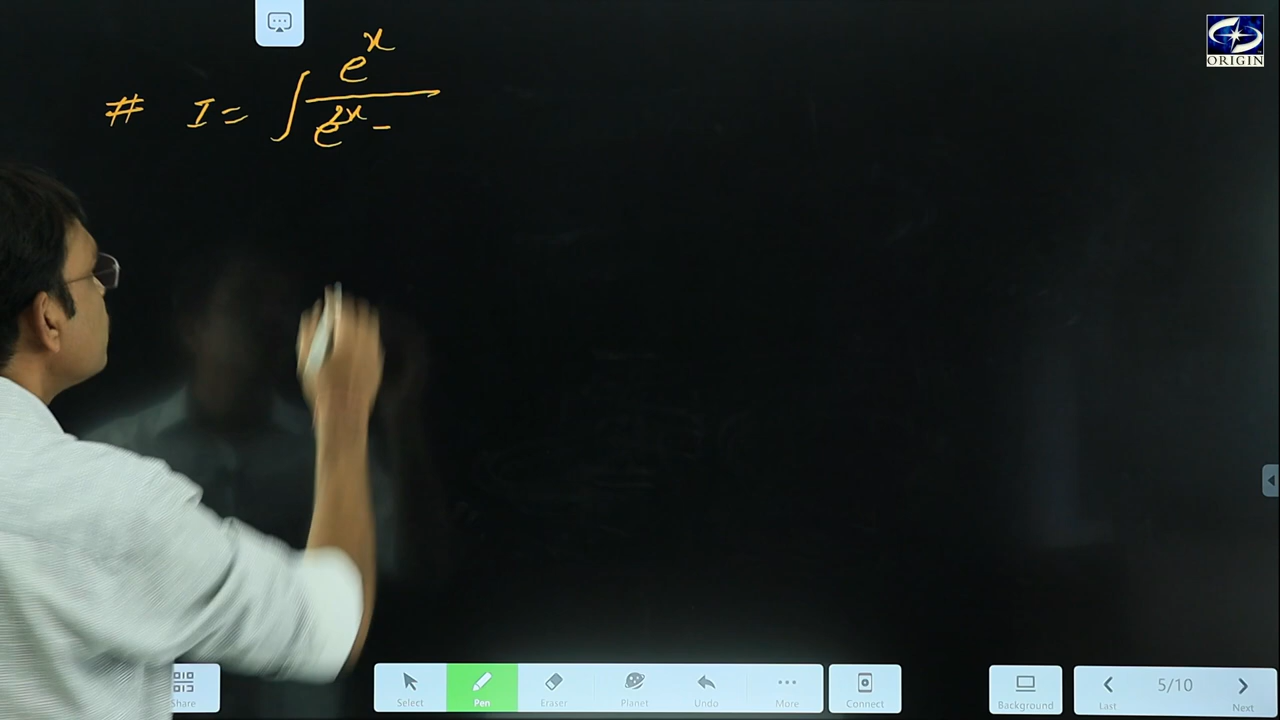 ORIGIN
# I = ∫ e^x / e^2x -
Share
Select
Pen
Eraser
Planet
Undo
More
Connect
Background
Last
5/10
Next